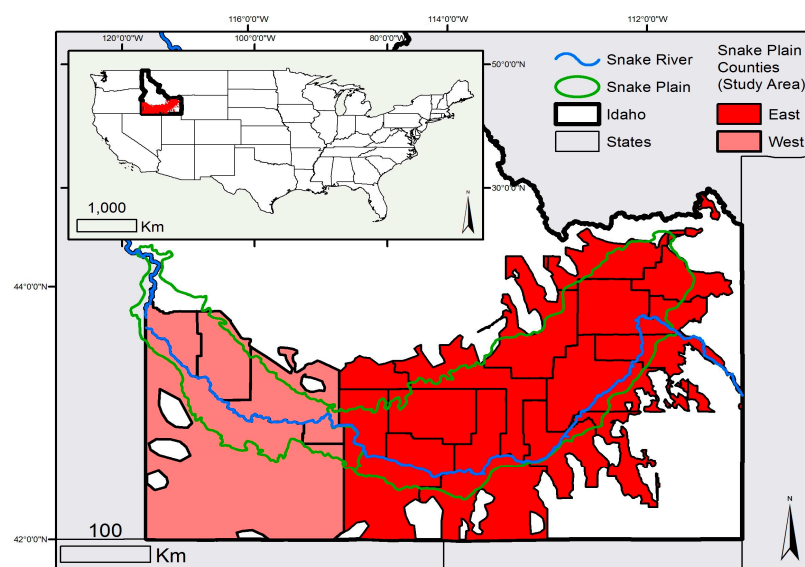 116°0'0"W
114°0'0"W
112°0'0"W
120°0'0"W
100°0'0"W
80°0'0"W
50°0'0"N
30°0'0"N
1,000
Km
N
Snake River
Snake Plain
Idaho
States
Snake Plain
Counties
(Study Area)
East
West
44°0'0"N
42°0'0"N
100
Km
N